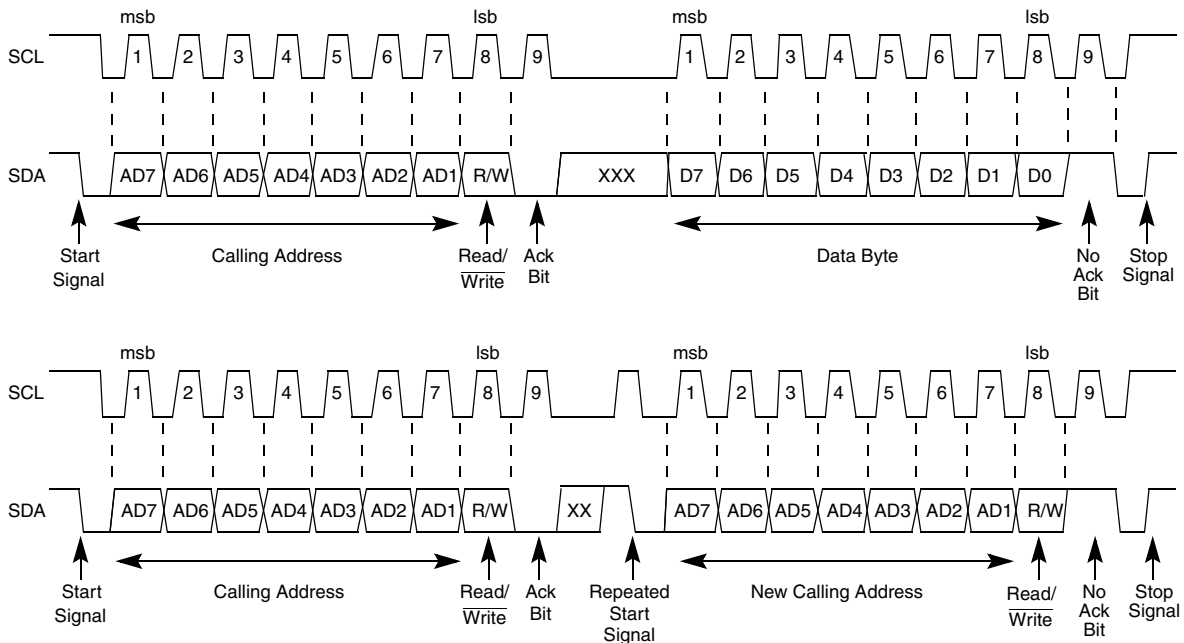 msb lsb msb lsb
SCL 1 2 3 4 5 6 7 8 9 1 2 3 4 5 6 7 8 9
SDA AD7 AD6 AD5 AD4 AD3 AD2 AD1 R/W XXX D7 D6 D5 D4 D3 D2 D1 D0
Start Signal
Calling Address
Read/
Write
Ack
Bit
Data Byte
No
Ack
Bit
Stop
Signal
msb lsb msb lsb
SCL 1 2 3 4 5 6 7 8 9 1 2 3 4 5 6 7 8 9
SDA AD7 AD6 AD5 AD4 AD3 AD2 AD1 R/W XX AD7 AD6 AD5 AD4 AD3 AD2 AD1 R/W
Start
Signal
Calling Address
Read/
Write
Ack
Bit
Repeated
Start
Signal
New Calling Address
Read/
Write
No
Ack
Bit
Stop
Signal